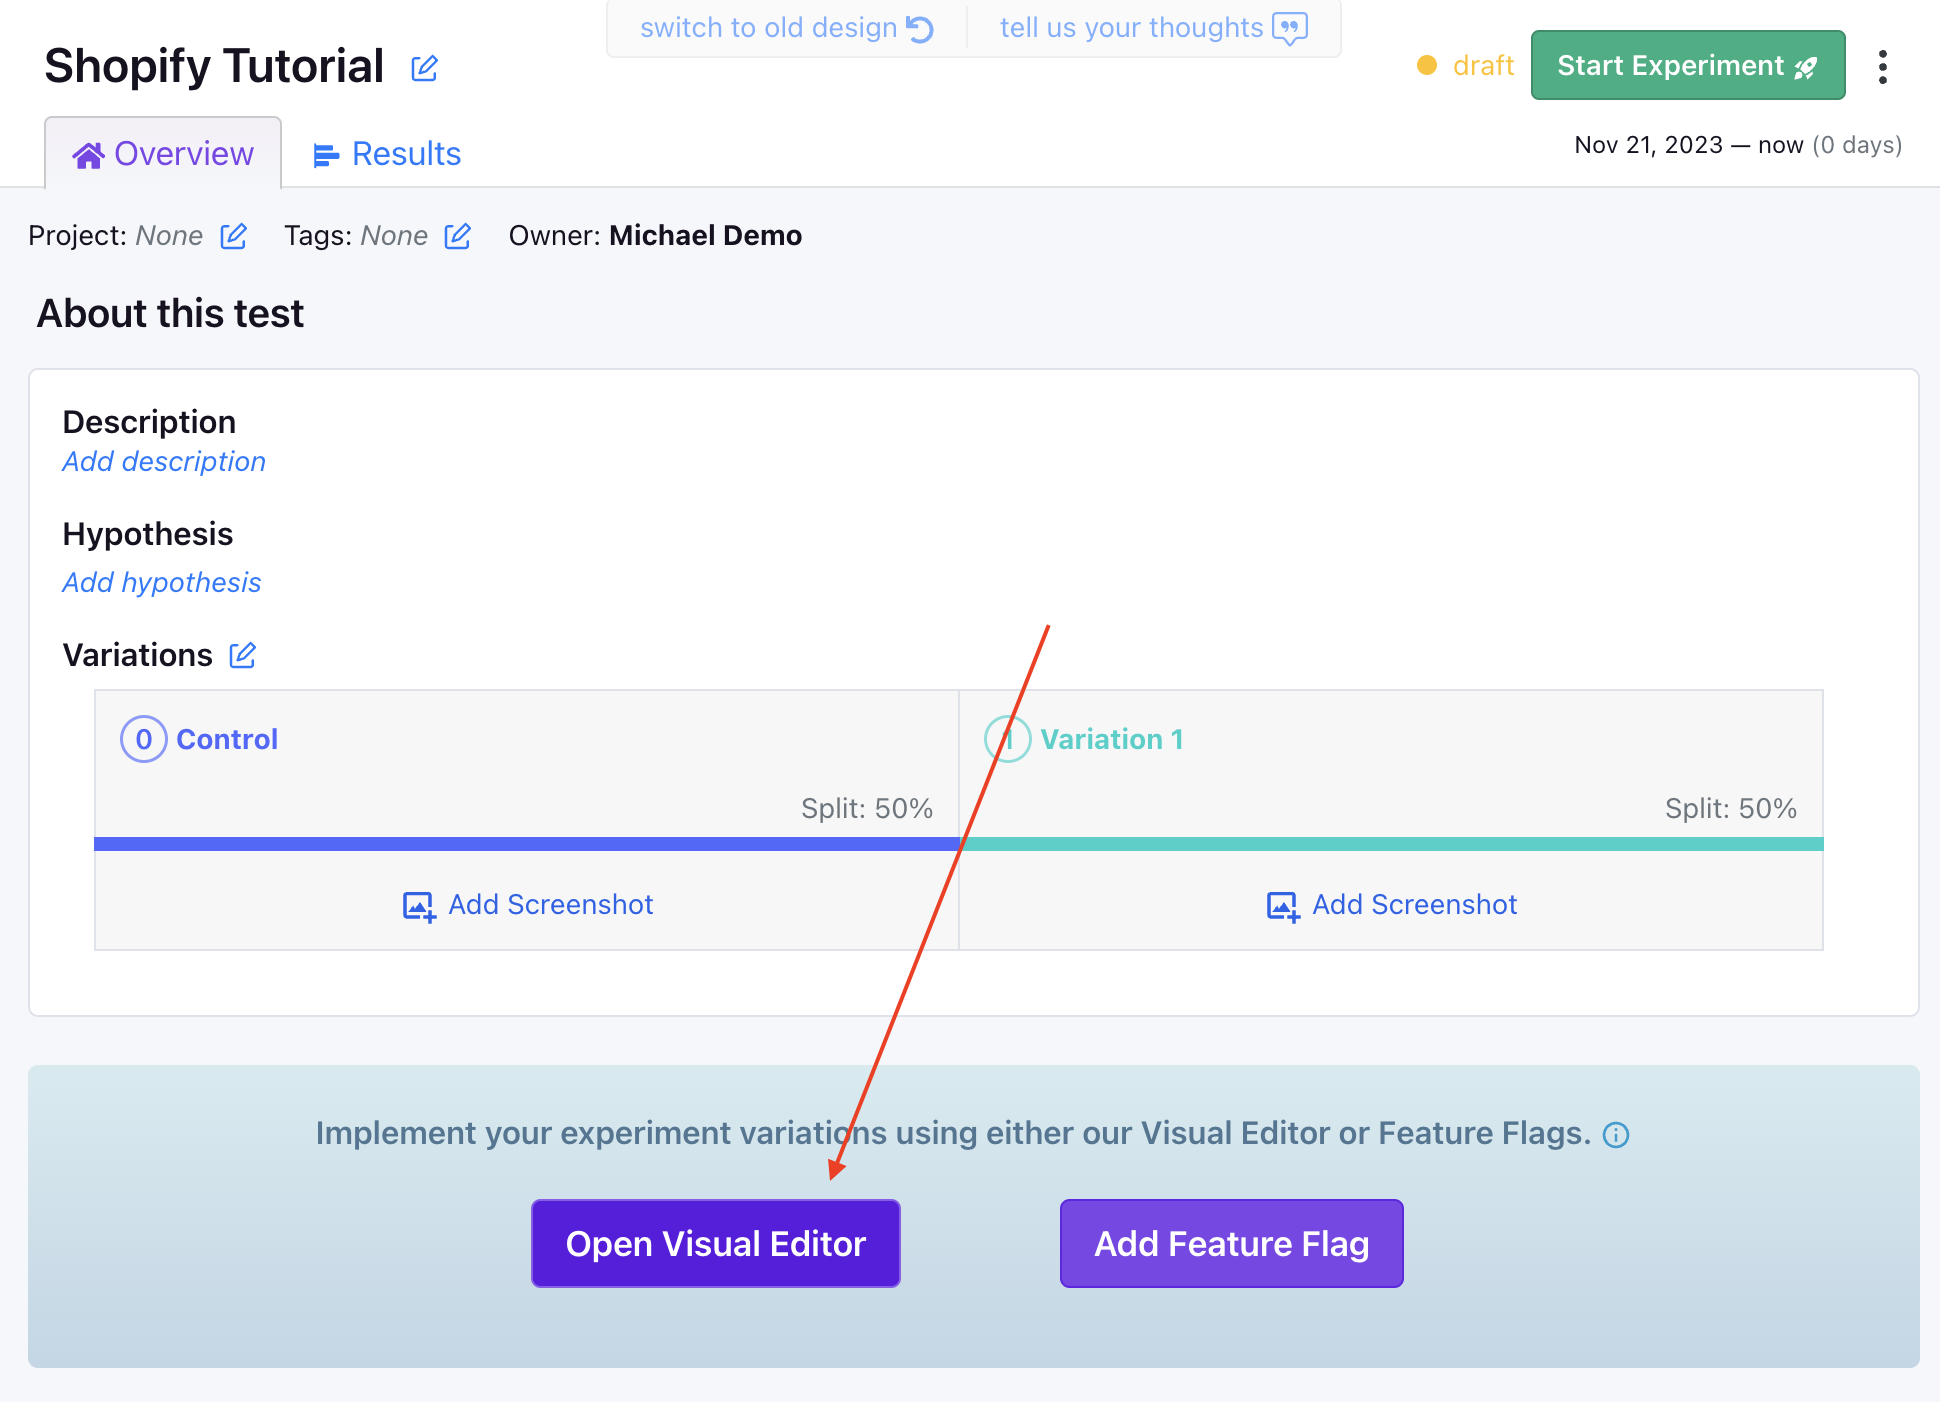 switch to old design
tell us your thoughts
Shopify Tutorial
draft
Start Experiment
Overview
Results
Nov 21, 2023 — now (0 days)
Project: None Tags: None Owner: Michael Demo
About this test
Description
Add description
Hypothesis
Add hypothesis
Variations
0 Control
Split: 50%
Add Screenshot
1 Variation 1
Split: 50%
Add Screenshot
Implement your experiment variations using either our Visual Editor or Feature Flags.
Open Visual Editor
Add Feature Flag